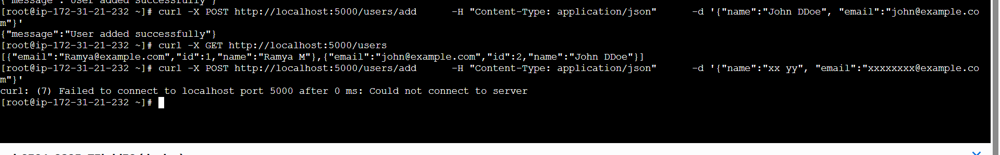 {"message":"User added successfully"}
[root@ip-172-31-21-232 ~]# curl -X POST http://localhost:5000/users/add      -H "Content-Type: application/json"      -d '{"name":"John DDoe", "email":"john@example.co
m"}'
{"message":"User added successfully"}
[root@ip-172-31-21-232 ~]# curl -X GET http://localhost:5000/users
[{"email":"Ramya@example.com","id":1,"name":"Ramya M"},{"email":"john@example.com","id":2,"name":"John DDoe"}]
[root@ip-172-31-21-232 ~]# curl -X POST http://localhost:5000/users/add      -H "Content-Type: application/json"      -d '{"name":"xx yy", "email":"xxxxxxxx@example.co
m"}'
curl: (7) Failed to connect to localhost port 5000 after 0 ms: Could not connect to server
[root@ip-172-31-21-232 ~]#